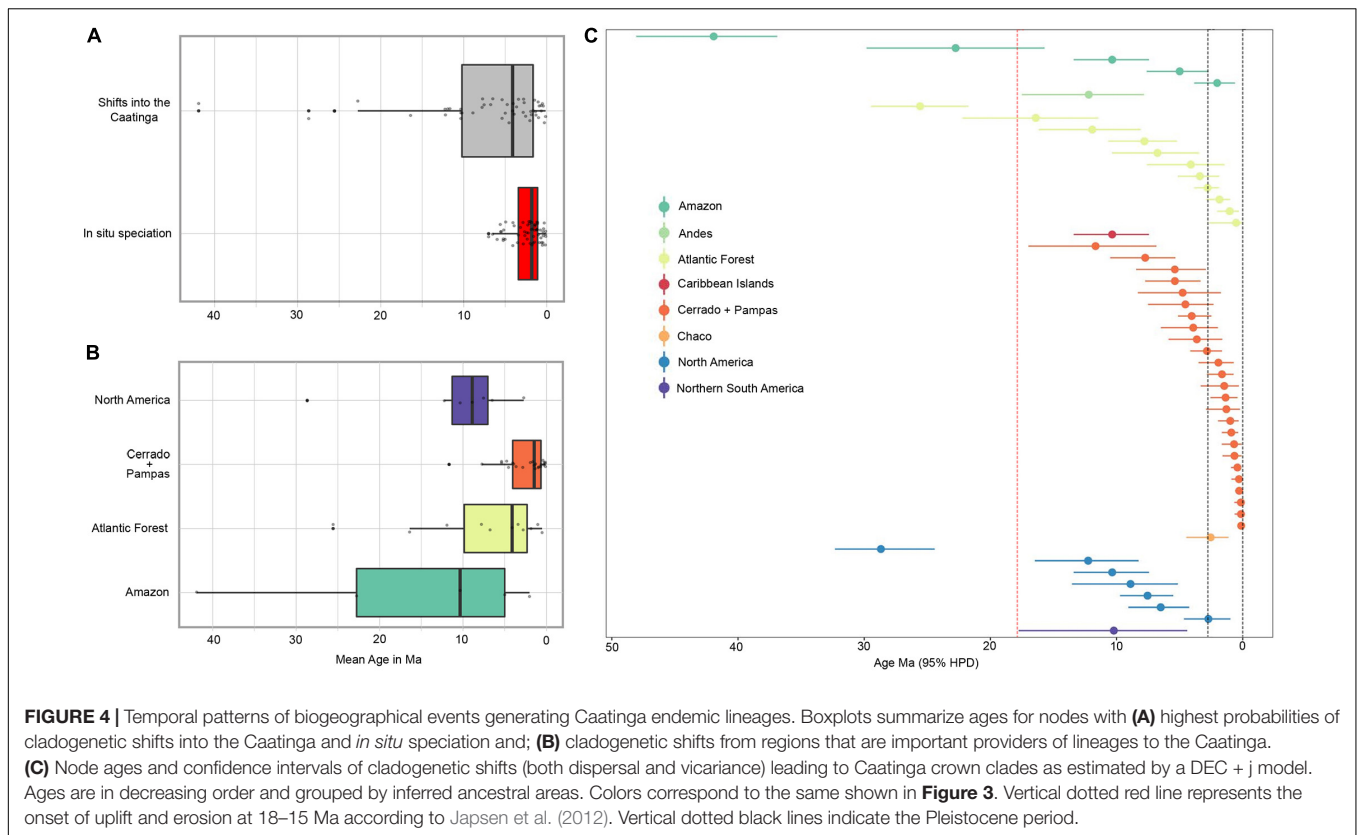 A
Shifts into the
Caatinga
In situ speciation
40
30
20
10
0
B
North America
Cerrado
+
Pampas
Atlantic Forest
Amazon
40
30
20
10
0
Mean Age in Ma
C
Amazon
Andes
Atlantic Forest
Caribbean Islands
Cerrado + Pampas
Chaco
North America
Northern South America
50
40
30
20
10
0
Age Ma (95% HPD)
FIGURE 4 | Temporal patterns of biogeographical events generating Caatinga endemic lineages. Boxplots summarize ages for nodes with (A) highest probabilities of
cladogenetic shifts into the Caatinga and in situ speciation and; (B) cladogenetic shifts from regions that are important providers of lineages to the Caatinga.
(C) Node ages and confidence intervals of cladogenetic shifts (both dispersal and vicariance) leading to Caatinga crown clades as estimated by a DEC + j model.
Ages are in decreasing order and grouped by inferred ancestral areas. Colors correspond to the same shown in Figure 3. Vertical dotted red line represents the
onset of uplift and erosion at 18–15 Ma according to Japsen et al. (2012). Vertical dotted black lines indicate the Pleistocene period.